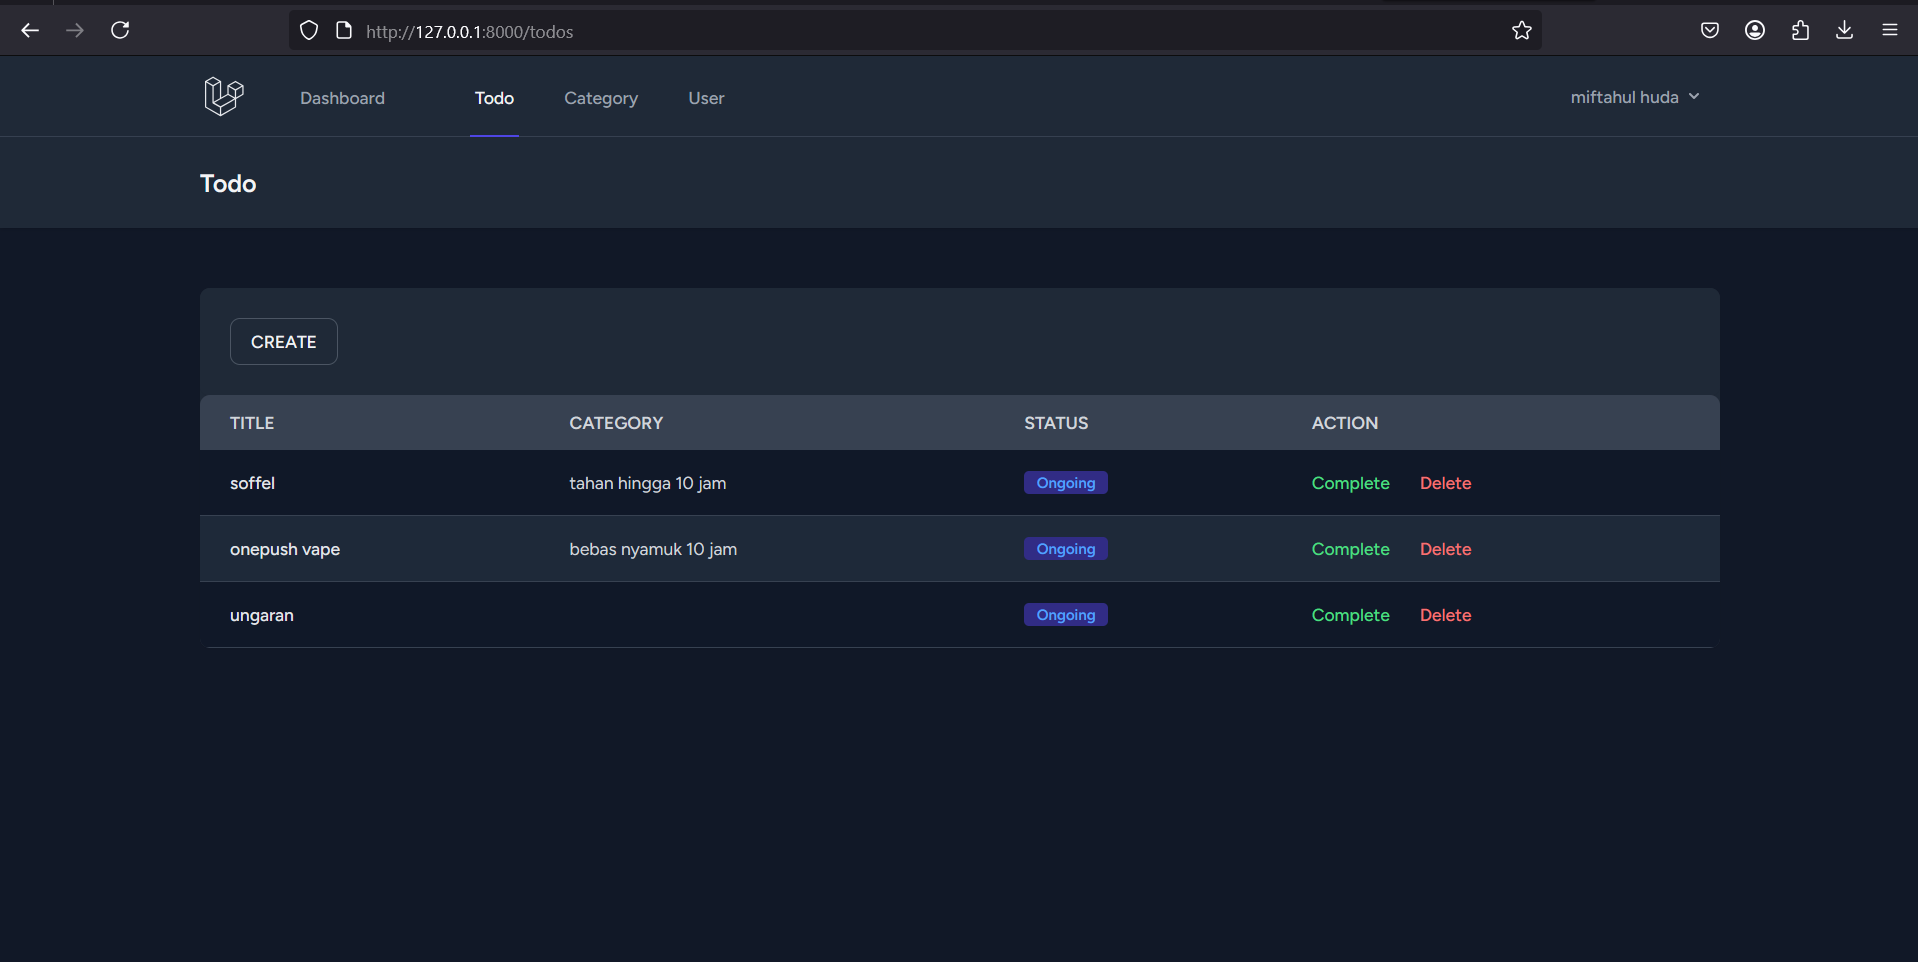 http://127.0.0.1:8000/todos
Dashboard Todo Category User miftahul huda
Todo
CREATE
TITLE CATEGORY STATUS ACTION
soffel tahan hingga 10 jam Ongoing Complete Delete
onepush vape bebas nyamuk 10 jam Ongoing Complete Delete
ungaran Ongoing Complete Delete